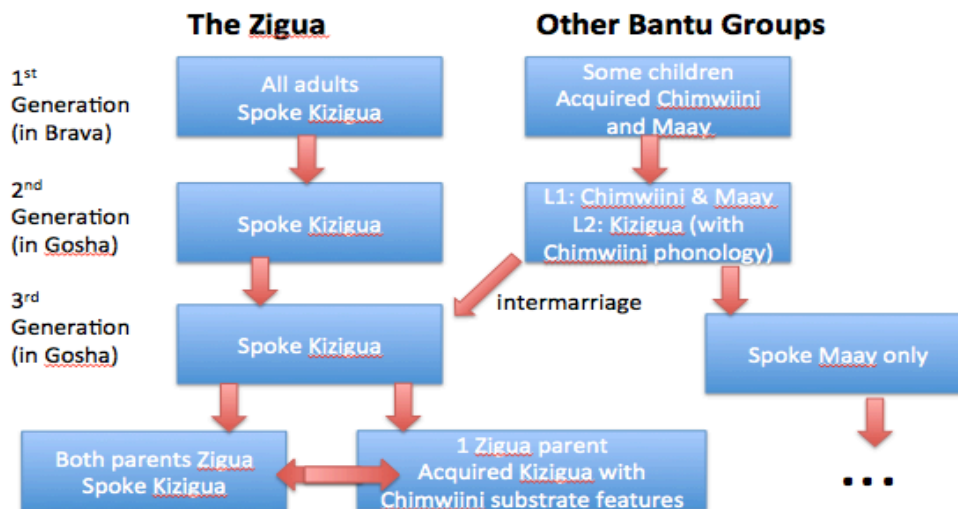 The Zigua
Other Bantu Groups
1st
Generation
(in Brava)
All adults
Spoke Kizigua
Some children
Acquired Chimwiini
and Maay
2nd
Generation
(in Gosha)
Spoke Kizigua
L1: Chimwiini & Maay
L2: Kizigua (with
Chimwiini phonology)
intermarriage
3rd
Generation
(in Gosha)
Spoke Kizigua
Spoke Maay only
Both parents Zigua
Spoke Kizigua
1 Zigua parent
Acquired Kizigua with
Chimwiini substrate features
...